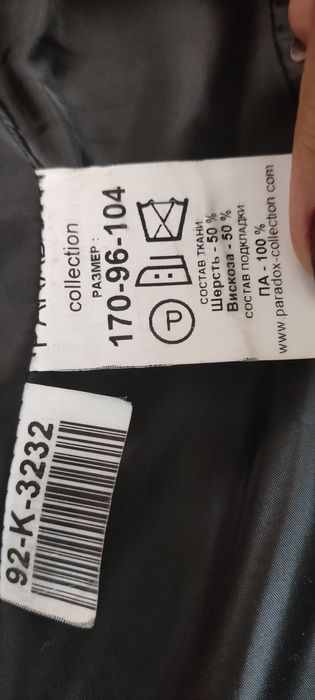 collection
РАЗМЕР :
170-96-104
P
СОСТАВ ТКАНИ:
Шерсть - 50 %
Вискоза - 50 %
СОСТАВ ПОДКЛАДКИ:
ПА - 100 %
www.paradox-collection.com
92-K-3232